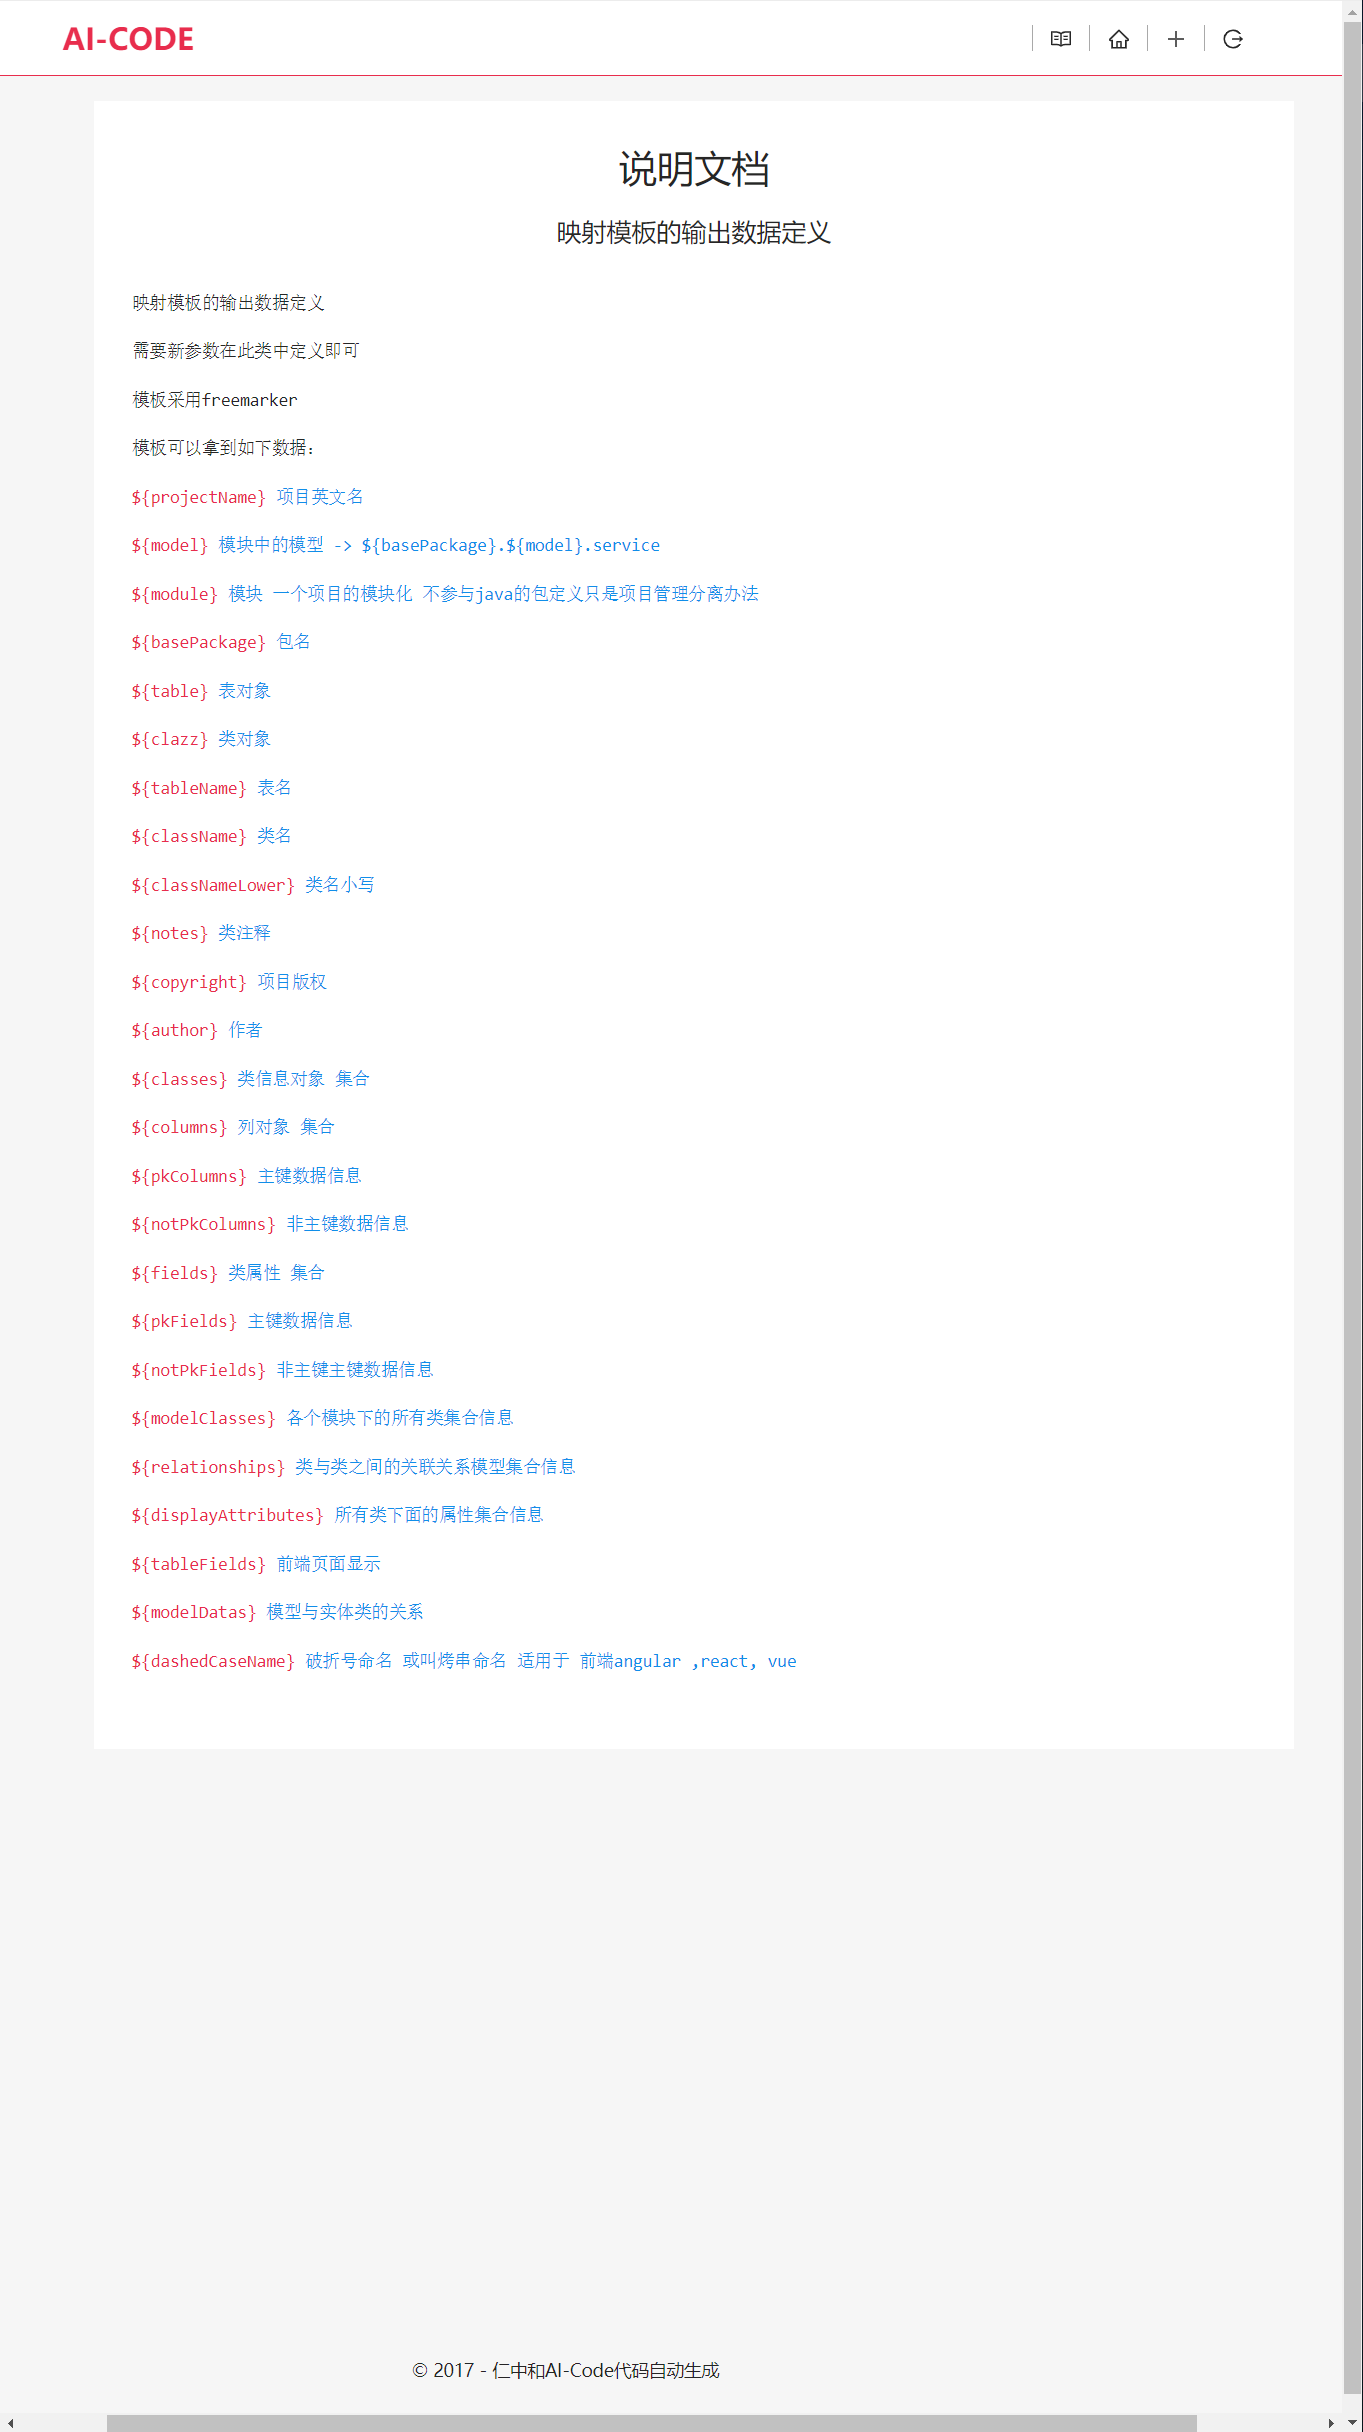 AI-CODE
说明文档
映射模板的输出数据定义
映射模板的输出数据定义
需要新参数在此类中定义即可
模板采用freemarker
模板可以拿到如下数据：
${projectName} 项目英文名
${model} 模块中的模型 -> ${basePackage}.${model}.service
${module} 模块 一个项目的模块化 不参与java的包定义只是项目管理分离办法
${basePackage} 包名
${table} 表对象
${clazz} 类对象
${tableName} 表名
${className} 类名
${classNameLower} 类名小写
${notes} 类注释
${copyright} 项目版权
${author} 作者
${classes} 类信息对象 集合
${columns} 列对象 集合
${pkColumns} 主键数据信息
${notPkColumns} 非主键数据信息
${fields} 类属性 集合
${pkFields} 主键数据信息
${notPkFields} 非主键主键数据信息
${modelClasses} 各个模块下的所有类集合信息
${relationships} 类与类之间的关联关系模型集合信息
${displayAttributes} 所有类下面的属性集合信息
${tableFields} 前端页面显示
${modelDatas} 模型与实体类的关系
${dashedCaseName} 破折号命名 或叫烤串命名 适用于 前端angular ,react, vue
© 2017 - 仁中和AI-Code代码自动生成